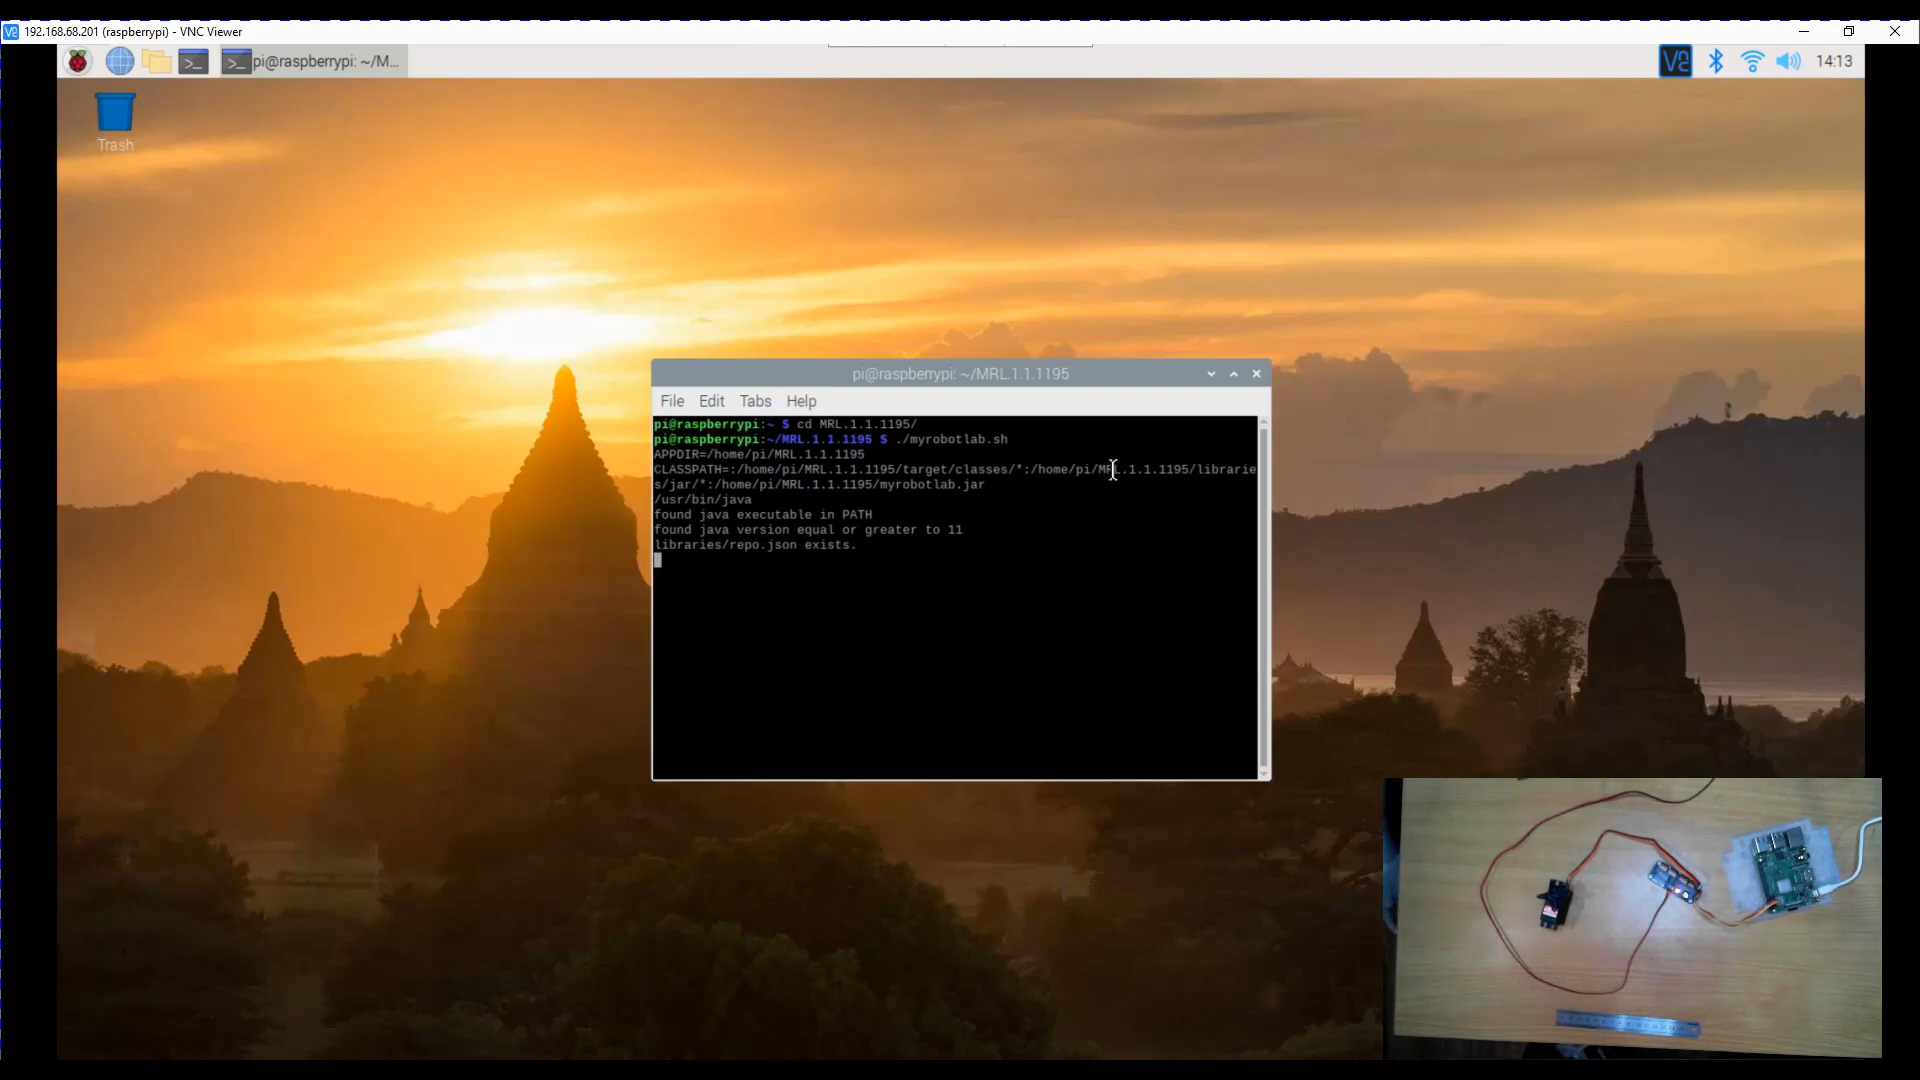 192.168.68.201 (raspberrypi) - VNC Viewer
pi@raspberrypi: ~/M...
14:13
Trash
pi@raspberrypi: ~/MRL.1.1.1195
File Edit Tabs Help
pi@raspberrypi:~ $ cd MRL.1.1.1195/
pi@raspberrypi:~/MRL.1.1.1195 $ ./myrobotlab.sh
APPDIR=/home/pi/MRL.1.1.1195
CLASSPATH=:/home/pi/MRL.1.1.1195/target/classes/*:/home/pi/MRL.1.1.1195/librarie
s/jar/*:/home/pi/MRL.1.1.1195/myrobotlab.jar
/usr/bin/java
found java executable in PATH
found java version equal or greater to 11
libraries/repo.json exists.